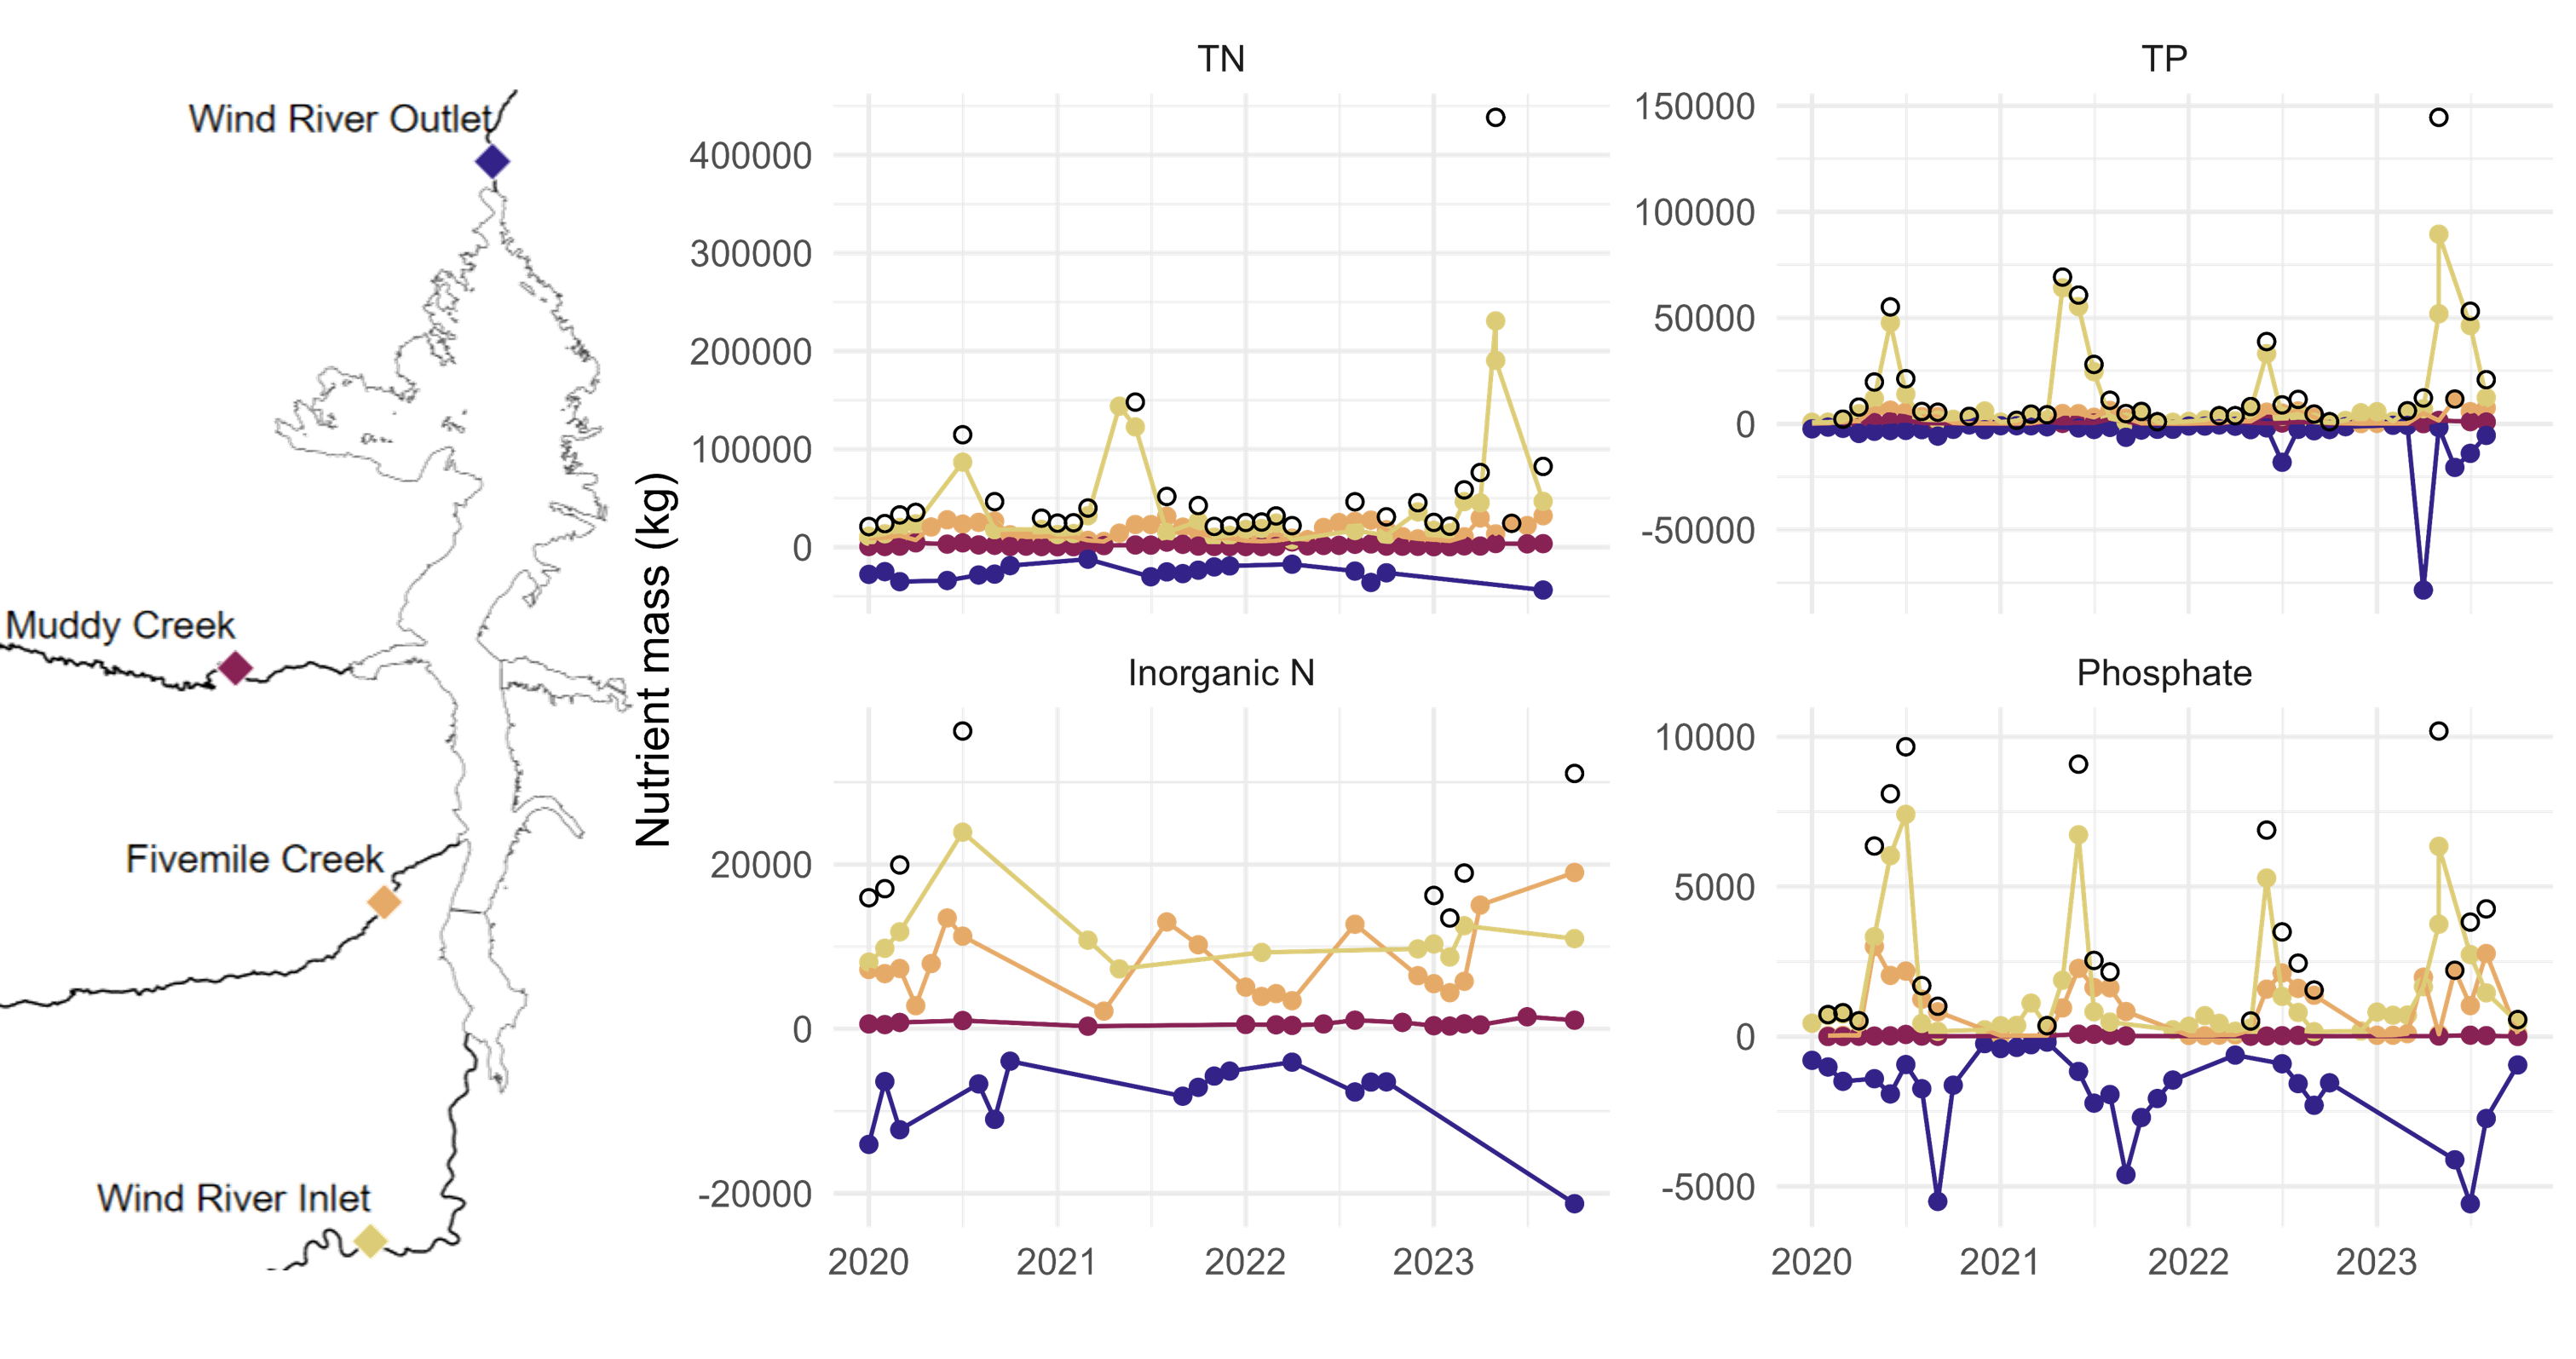 Wind River Outlet
Muddy Creek
Fivemile Creek
Wind River Inlet
Nutrient mass (kg)
TN
400000
300000
200000
100000
0
TP
150000
100000
50000
0
-50000
Inorganic N
20000
0
-20000
2020 2021 2022 2023
Phosphate
10000
5000
0
-5000
2020 2021 2022 2023